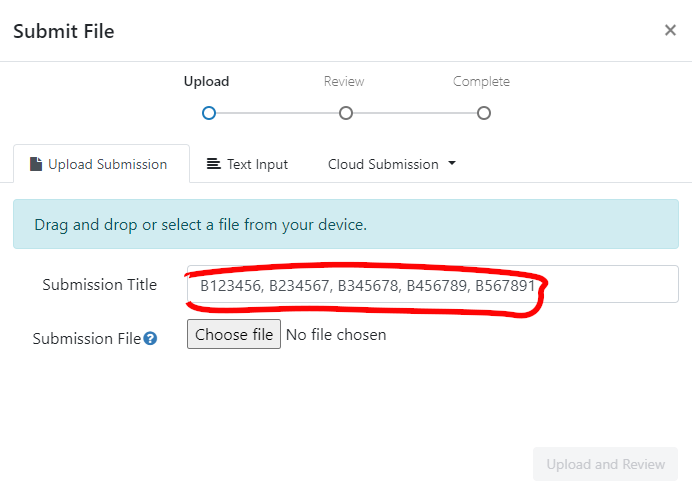 Submit File ×
Upload Review Complete
Upload Submission Text Input Cloud Submission
Drag and drop or select a file from your device.
Submission Title B123456, B234567, B345678, B456789, B567891
Submission File ? Choose file No file chosen
Upload and Review